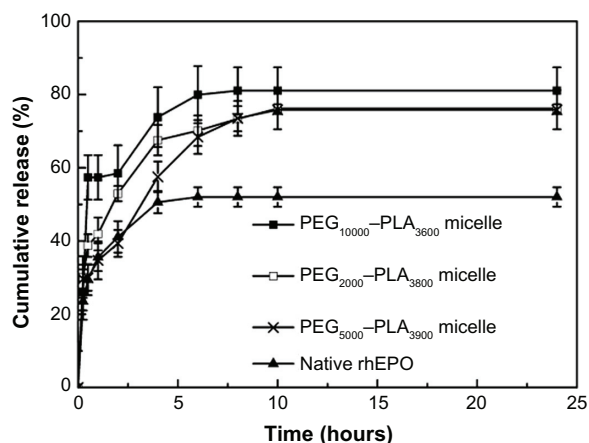 100
80
60
40
20
0
0 5 10 15 20 25
Cumulative release (%)
Time (hours)
PEG₁₀₀₀₀–PLA₃₆₀₀ micelle
PEG₂₀₀₀–PLA₃₈₀₀ micelle
PEG₅₀₀₀–PLA₃₉₀₀ micelle
Native rhEPO